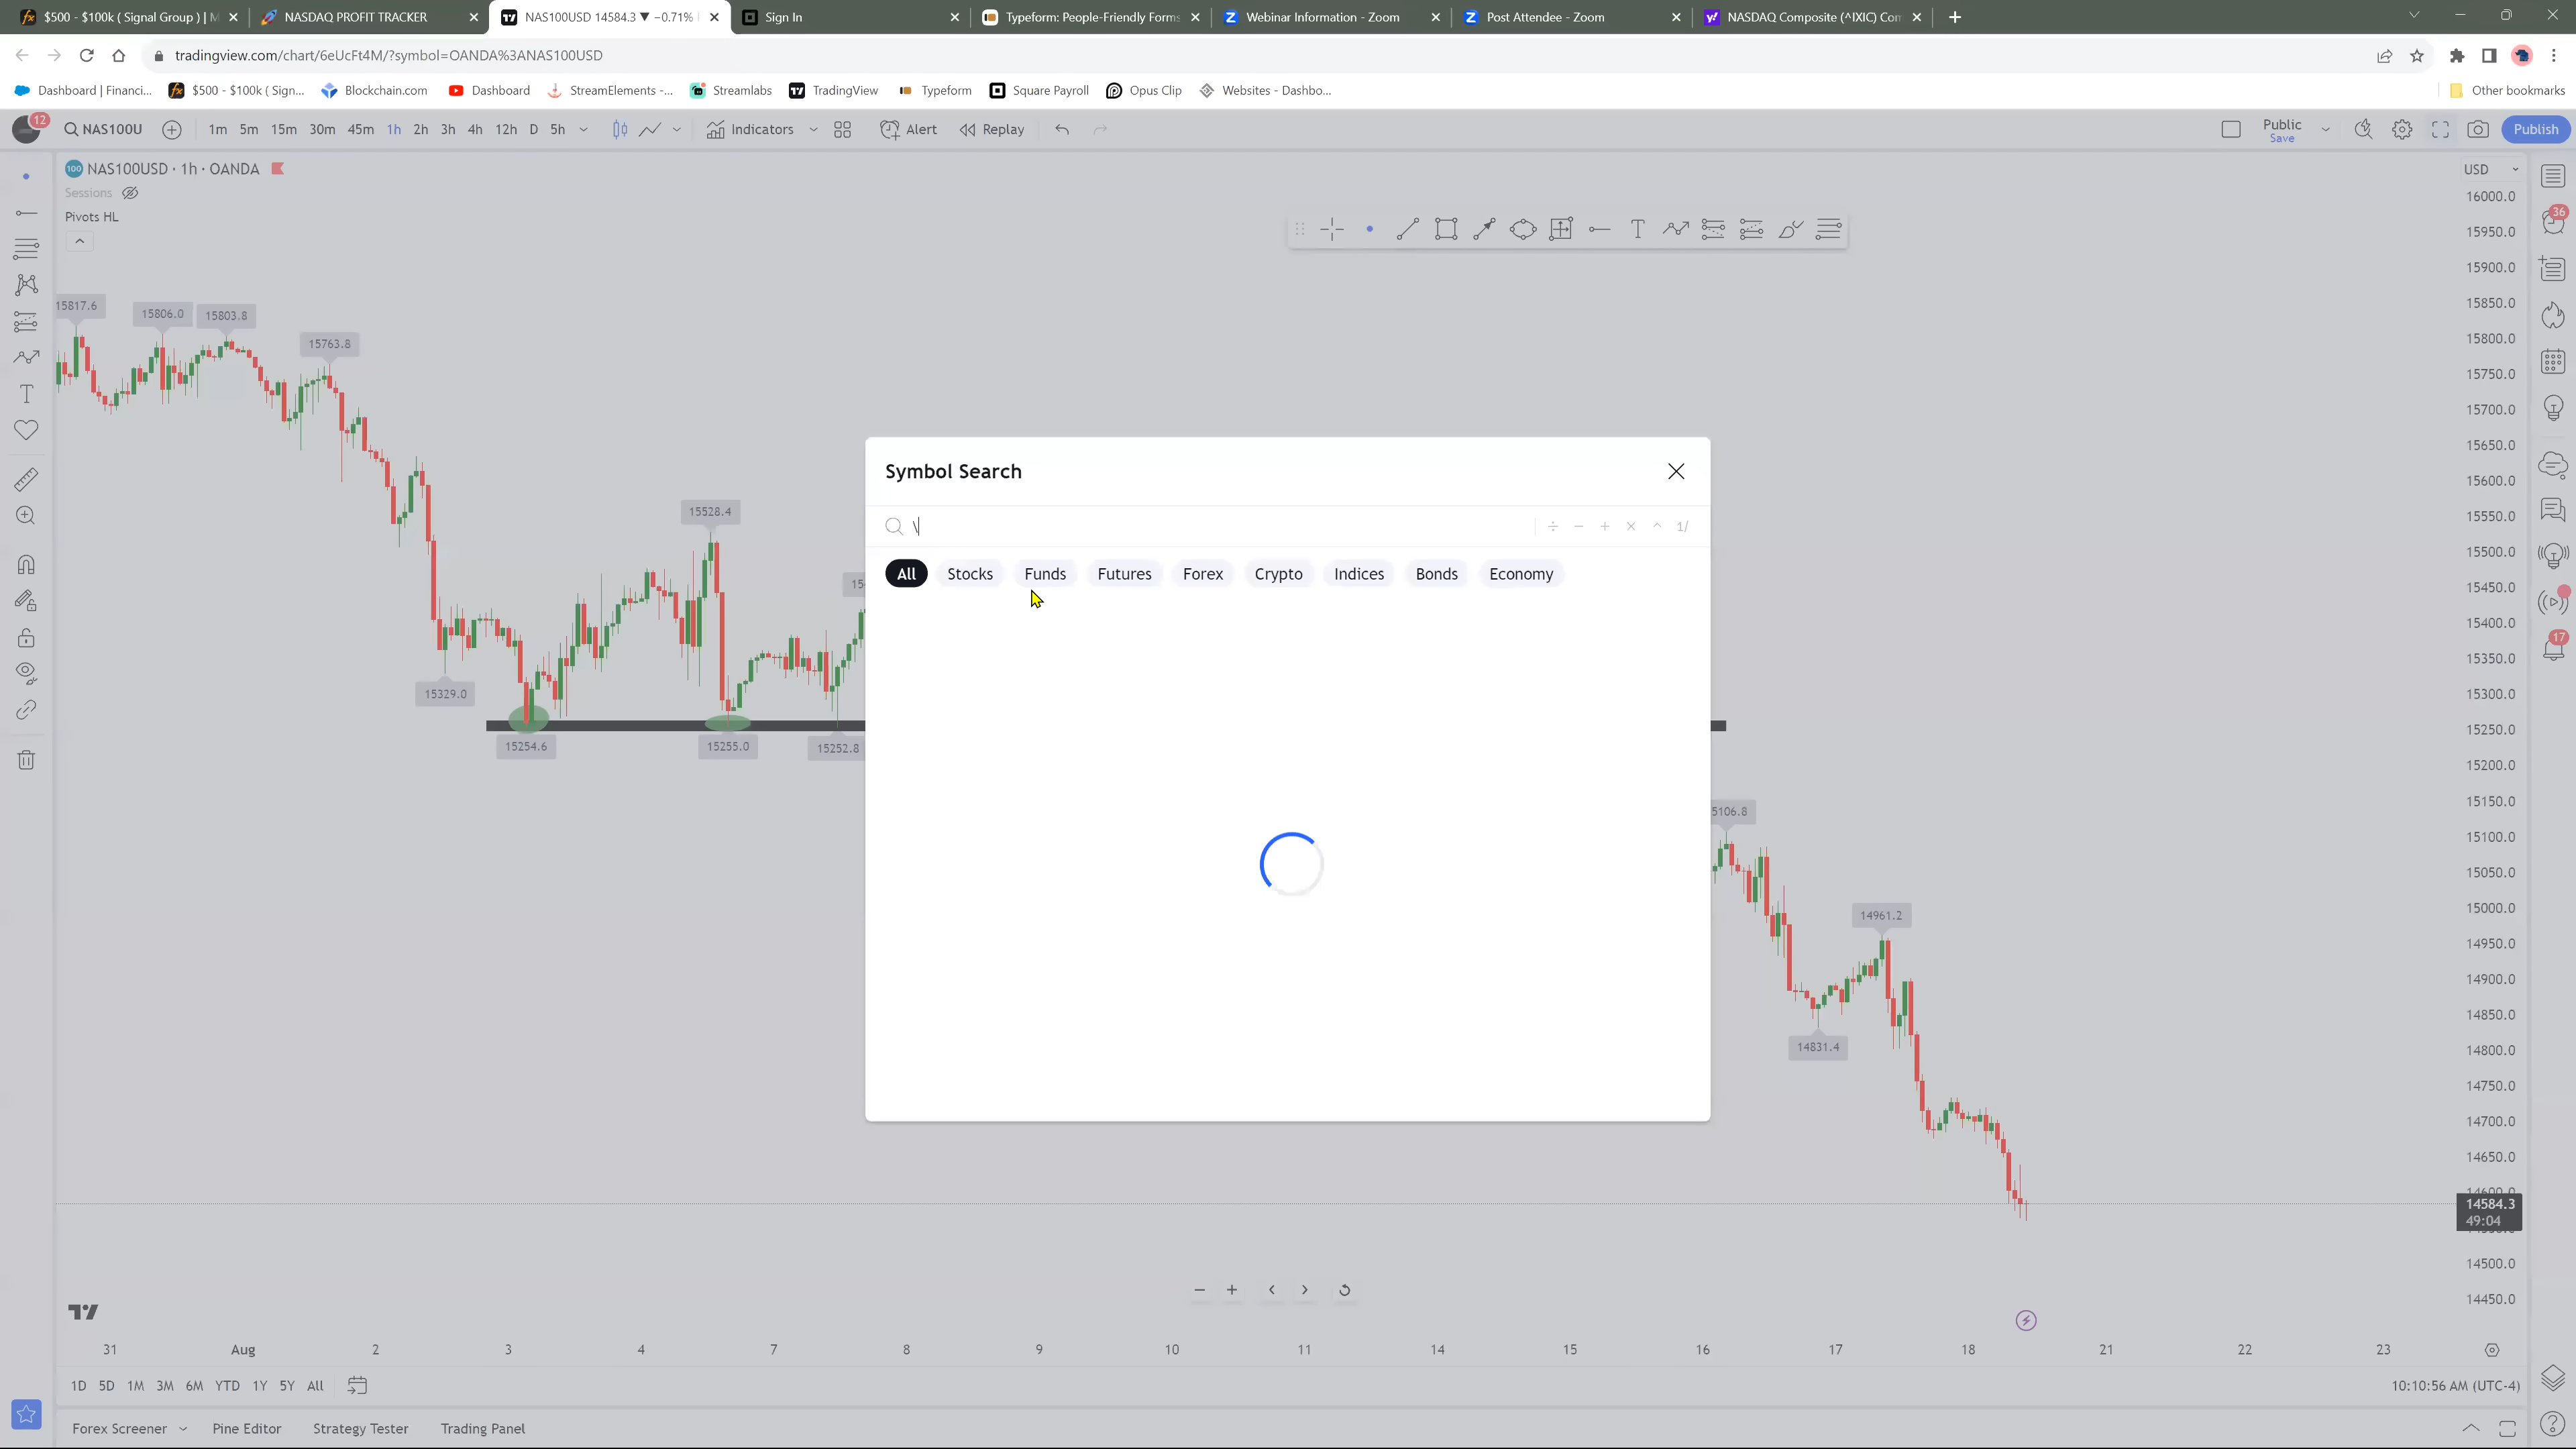 $500 - $100k ( Signal Group ) | M
NASDAQ PROFIT TRACKER
NAS100USD 14584.3 ▼ −0.71%
Sign In
Typeform: People-Friendly Forms
Webinar Information - Zoom
Post Attendee - Zoom
NASDAQ Composite (^IXIC) Con
tradingview.com/chart/6eUcFt4M/?symbol=OANDA%3ANAS100USD
Dashboard | Financi...
$500 - $100k ( Sign...
Blockchain.com
Dashboard
StreamElements -...
Streamlabs
TradingView
Typeform
Square Payroll
Opus Clip
Websites - Dashbo...
Other bookmarks
12
NAS100U
1m 5m 15m 30m 45m 1h 2h 3h 4h 12h D 5h
Indicators
Alert
Replay
Public
Save
Publish
100 NAS100USD · 1h · OANDA
USD
Sessions
Pivots HL
16000.0
36
15950.0
15900.0
15850.0
15817.6
15806.0
15803.8
15800.0
15763.8
15750.0
15700.0
15650.0
15600.0
15550.0
15528.4
15500.0
15450.0
15400.0
17
15350.0
15329.0
15300.0
15254.6
15255.0
15252.8
15250.0
15200.0
15150.0
5106.8
15100.0
15050.0
14961.2
15000.0
14950.0
14900.0
14850.0
14831.4
14800.0
14750.0
14700.0
14650.0
14584.3
49:04
14500.0
14450.0
Symbol Search
\
÷ − + × ^ 1/
All Stocks Funds Futures Forex Crypto Indices Bonds Economy
31 Aug 2 3 4 7 8 9 10 11 14 15 16 17 18 21 22 23
1D 5D 1M 3M 6M YTD 1Y 5Y All
10:10:56 AM (UTC-4)
Forex Screener
Pine Editor
Strategy Tester
Trading Panel